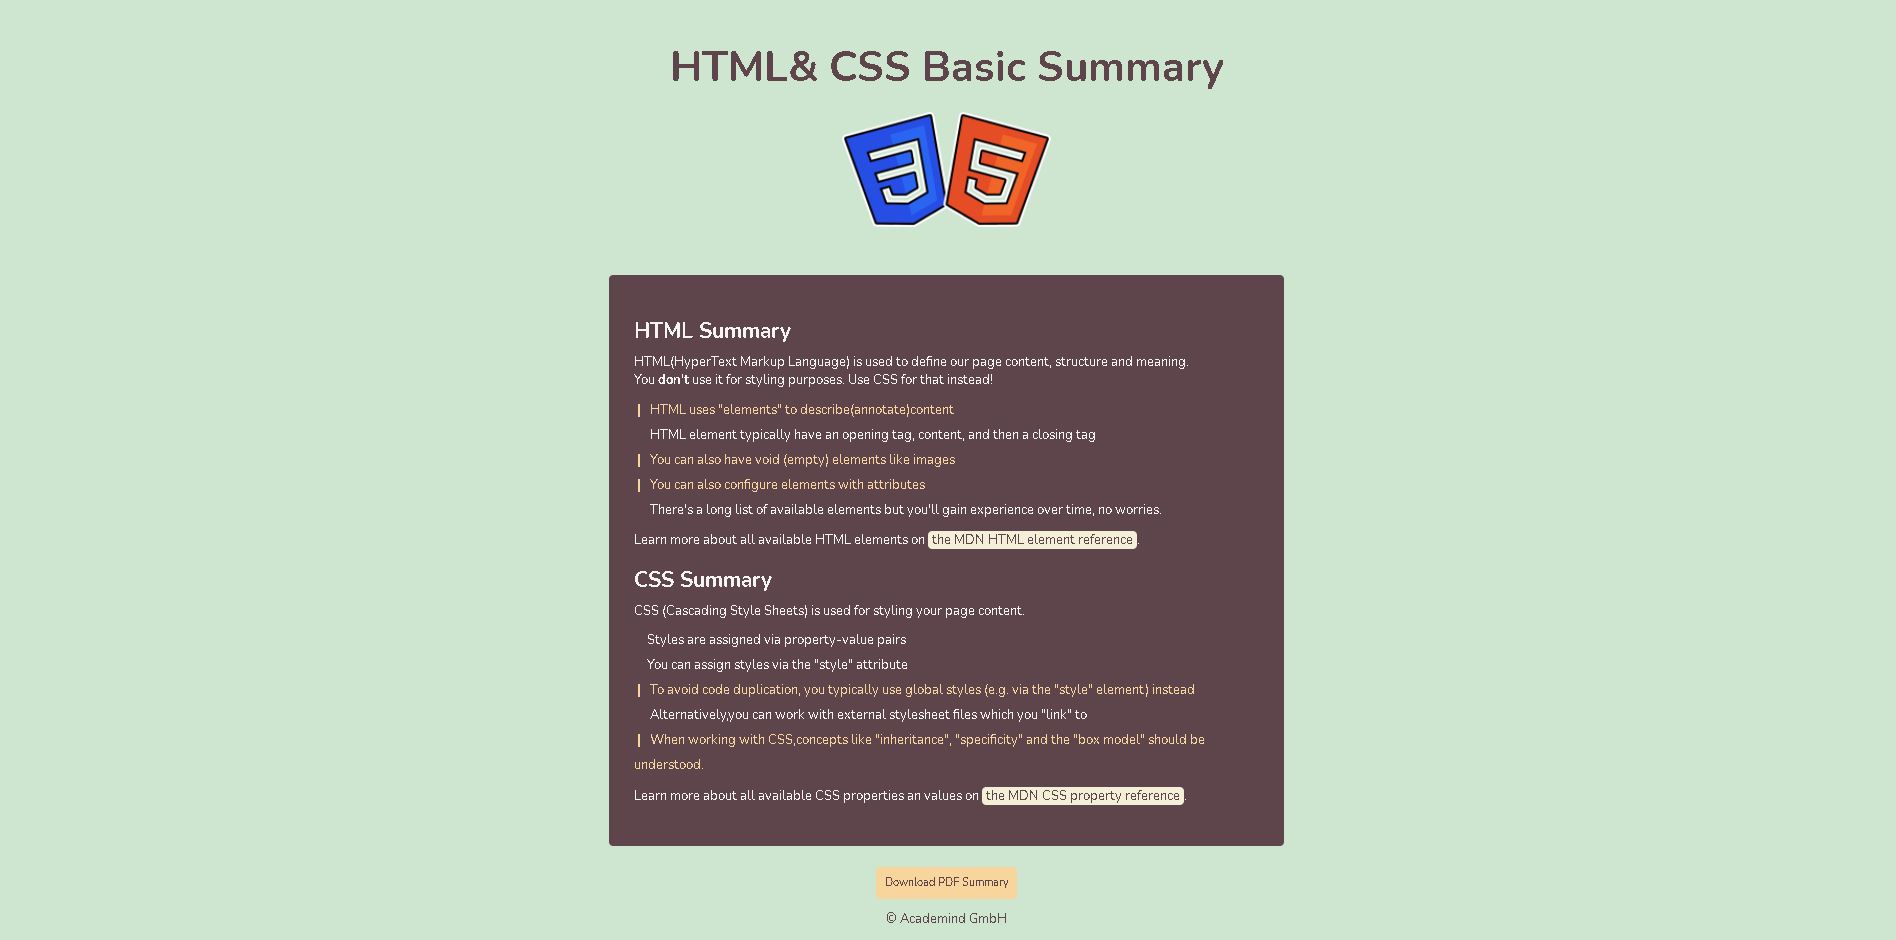 HTML& CSS Basic Summary
HTML Summary
HTML(HyperText Markup Language) is used to define our page content, structure and meaning.
You don't use it for styling purposes. Use CSS for that instead!
HTML uses "elements" to describe(annotate)content
HTML element typically have an opening tag, content, and then a closing tag
You can also have void (empty) elements like images
You can also configure elements with attributes
There's a long list of available elements but you'll gain experience over time, no worries.
Learn more about all available HTML elements on the MDN HTML element reference.
CSS Summary
CSS (Cascading Style Sheets) is used for styling your page content.
Styles are assigned via property-value pairs
You can assign styles via the "style" attribute
To avoid code duplication, you typically use global styles (e.g. via the "style" element) instead
Alternatively,you can work with external stylesheet files which you "link" to
When working with CSS,concepts like "inheritance", "specificity" and the "box model" should be
understood.
Learn more about all available CSS properties an values on the MDN CSS property reference.
Download PDF Summary
© Academind GmbH